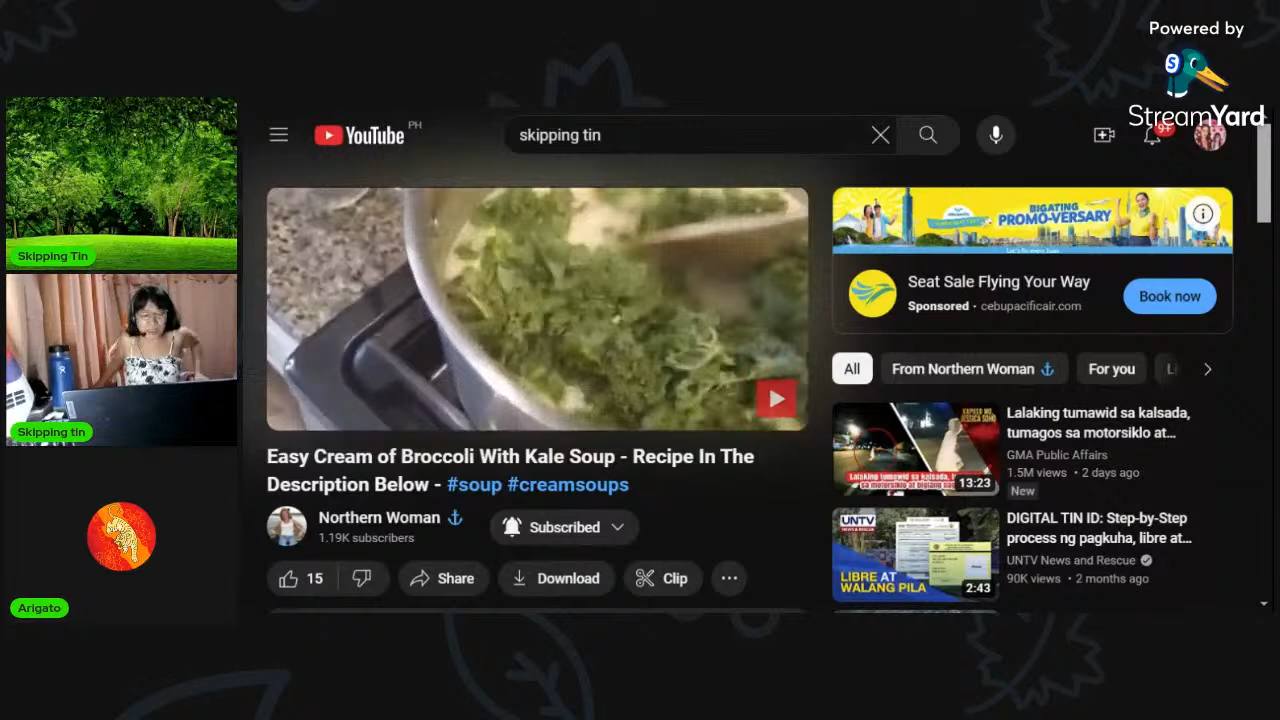 Powered by
StreamYard
YouTube PH
skipping tin
9+
Skipping Tin
Skipping tin
Arigato
Easy Cream of Broccoli With Kale Soup - Recipe In The
Description Below - #soup #creamsoups
Northern Woman
1.19K subscribers
Subscribed
15
Share
Download
Clip
BIGATING
PROMO-VERSARY
Seat Sale Flying Your Way
Sponsored · cebupacificair.com
Book now
All
From Northern Woman
For you
Lalaking tumawid sa kalsada,
tumagos sa motorsiklo at...
GMA Public Affairs
1.5M views · 2 days ago
New
13:23
DIGITAL TIN ID: Step-by-Step
process ng pagkuha, libre at...
UNTV News and Rescue
90K views · 2 months ago
UNTV
LIBRE AT
WALANG PILA
2:43